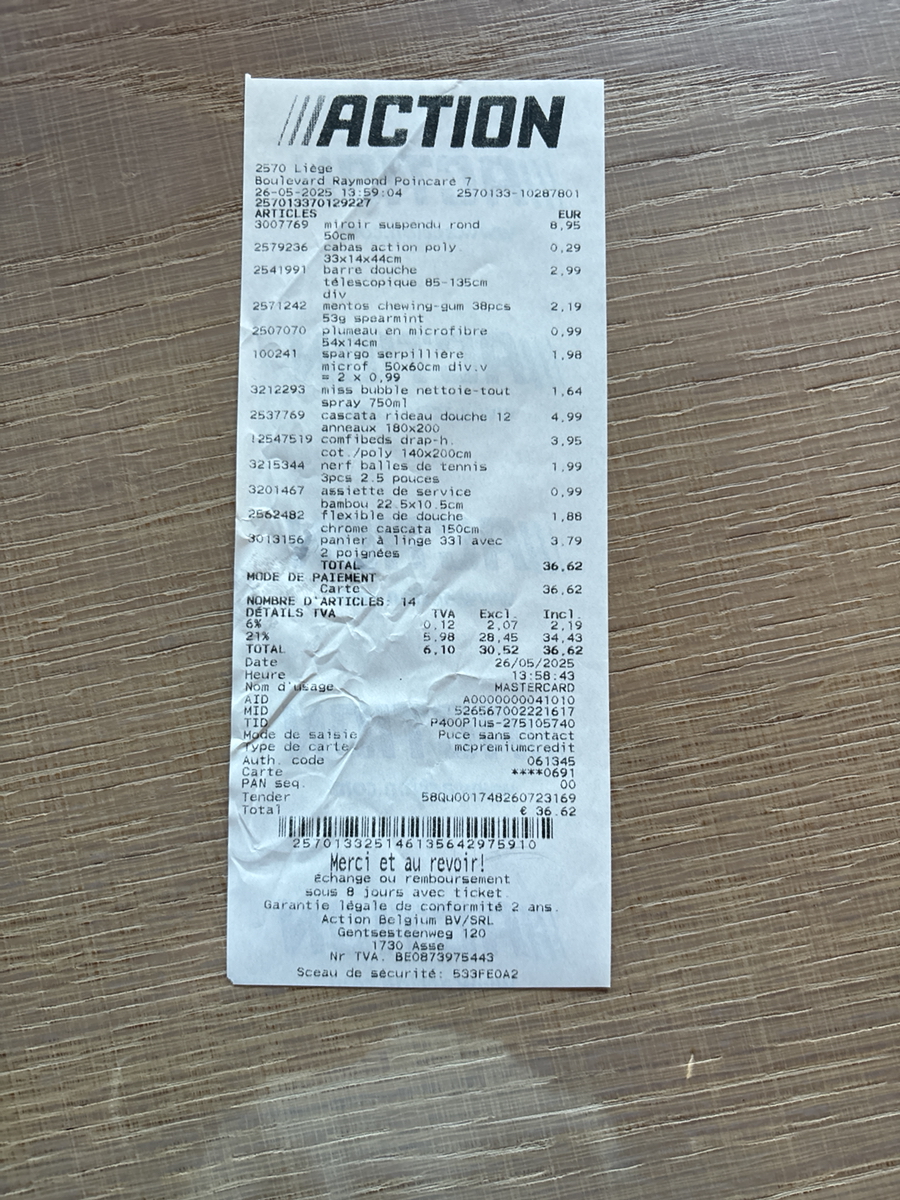 ACTION
2570 Liège
Boulevard Raymond Poincaré 7
26-05-2025 13:59:04 2570133-10287801
257013370129227
ARTICLES EUR
3007769 miroir suspendu rond 8,95
50cm
2579236 cabas action poly. 0,29
33x14x44cm
2541991 barre douche 2,99
télescopique 85-135cm
div
2571242 mentos chewing-gum 38pcs 2,19
53g spearmint
2507070 plumeau en microfibre 0,99
54x14cm
100241 spargo serpillière 1,98
microf. 50x60cm div.v
= 2 x 0,99
3212293 miss bubble nettoie-tout 1,64
spray 750ml
2537769 cascata rideau douche 12 4,99
anneaux 180x200
12547519 comfibeds drap-h. 3,95
cot./poly 140x200cm
3215344 nerf balles de tennis 1,99
3pcs 2.5 pouces
3201467 assiette de service 0,99
bambou 22.5x10.5cm
2562482 flexible de douche 1,88
chrome cascata 150cm
3013156 panier à linge 33l avec 3,79
2 poignées
TOTAL 36,62
MODE DE PAIEMENT
Carte 36,62
NOMBRE D'ARTICLES: 14
DÉTAILS TVA TVA Excl. Incl.
6% 0,12 2,07 2,19
21% 5,98 28,45 34,43
TOTAL 6,10 30,52 36,62
Date 26/05/2025
Heure 13:58:43
Nom d'usage MASTERCARD
AID A0000000041010
MID 526567002221617
TID P400Plus-275105740
Mode de saisie Puce sans contact
Type de carte mcpremiumcredit
Auth. code 061345
Carte ****0691
PAN seq. 00
Tender 58QU001748260723169
Total € 36.62
2570133251461356429759​10
Merci et au revoir!
échange ou remboursement
sous 8 jours avec ticket
Garantie légale de conformité 2 ans.
Action Belgium BV/SRL
Gentsesteenweg 120
1730 Asse
Nr TVA. BE0873975443
Sceau de sécurité: 533FE0A2